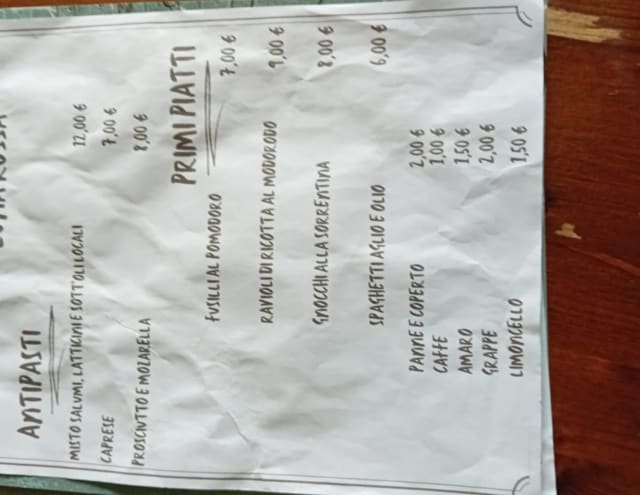 ANTIPASTI
MISTO SALUMI, LATTICINI E SOTT'OLI LOCALI 12,00 €
CAPRESE 7,00 €
PROSCIUTTO E MOZARELLA 8,00 €
PRIMI PIATTI
FUSILLI AL POMODORO 7,00 €
RAVIOLI DI RICOTTA AL MODORODO 9,00 €
GNOCCHI ALLA SORRENTINA 8,00 €
SPAGHETTI AGLIO E OLIO 6,00 €
PANNE E COPERTO 2,00 €
CAFFE 1,00 €
AMARO 1,50 €
GRAPPE 2,00 €
LIMONCELLO 1,50 €